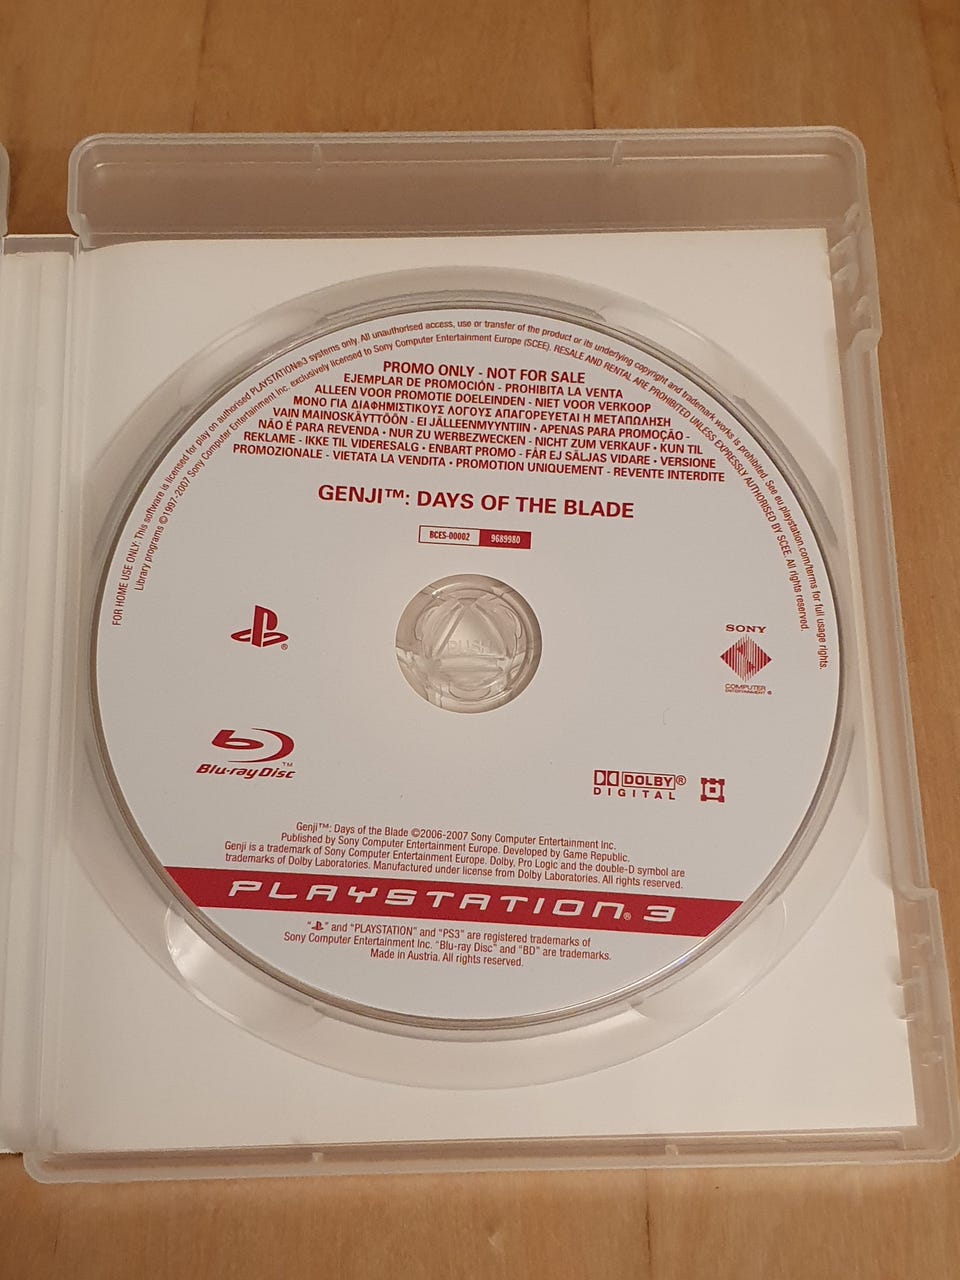 FOR HOME USE ONLY: This software is licensed for play on authorised PLAYSTATION®3 systems only. All unauthorised access, use or transfer of the product or its underlying copyright and trademark works is prohibited. See eu.playstation.com/terms for full usage rights.
Library programs ©1997-2007 Sony Computer Entertainment Inc. exclusively licensed to Sony Computer Entertainment Europe (SCEE). RESALE AND RENTAL ARE PROHIBITED UNLESS EXPRESSLY AUTHORISED BY SCEE. All rights reserved.
PROMO ONLY - NOT FOR SALE
EJEMPLAR DE PROMOCIÓN - PROHIBITA LA VENTA
ALLEEN VOOR PROMOTIE DOELEINDEN - NIET VOOR VERKOOP
ΜΟΝΟ ΓΙΑ ΔΙΑΦΗΜΙΣΤΙΚΟΥΣ ΛΟΓΟΥΣ ΑΠΑΓΟΡΕΥΕΤΑΙ Η ΜΕΤΑΠΩΛΗΣΗ
VAIN MAINOSKÄYTTÖÖN - EI JÄLLEENMYYNTIIN • APENAS PARA PROMOÇÃO -
NÃO É PARA REVENDA • NUR ZU WERBEZWECKEN - NICHT ZUM VERKAUF • KUN TIL
REKLAME - IKKE TIL VIDERESALG • ENBART PROMO - FÅR EJ SÄLJAS VIDARE • VERSIONE
PROMOZIONALE - VIETATA LA VENDITA • PROMOTION UNIQUEMENT - REVENTE INTERDITE
GENJI™: DAYS OF THE BLADE
BCES-00002 9689980
PUSH
SONY
COMPUTER
ENTERTAINMENT ®
Blu-ray Disc ™
DOLBY®
DIGITAL
Genji™: Days of the Blade ©2006-2007 Sony Computer Entertainment Inc.
Published by Sony Computer Entertainment Europe. Developed by Game Republic.
Genji is a trademark of Sony Computer Entertainment Europe. Dolby, Pro Logic and the double-D symbol are
trademarks of Dolby Laboratories. Manufactured under license from Dolby Laboratories. All rights reserved.
PLAYSTATION®3
" " and "PLAYSTATION" and "PS3" are registered trademarks of
Sony Computer Entertainment Inc. "Blu-ray Disc" and "BD" are trademarks.
Made in Austria. All rights reserved.